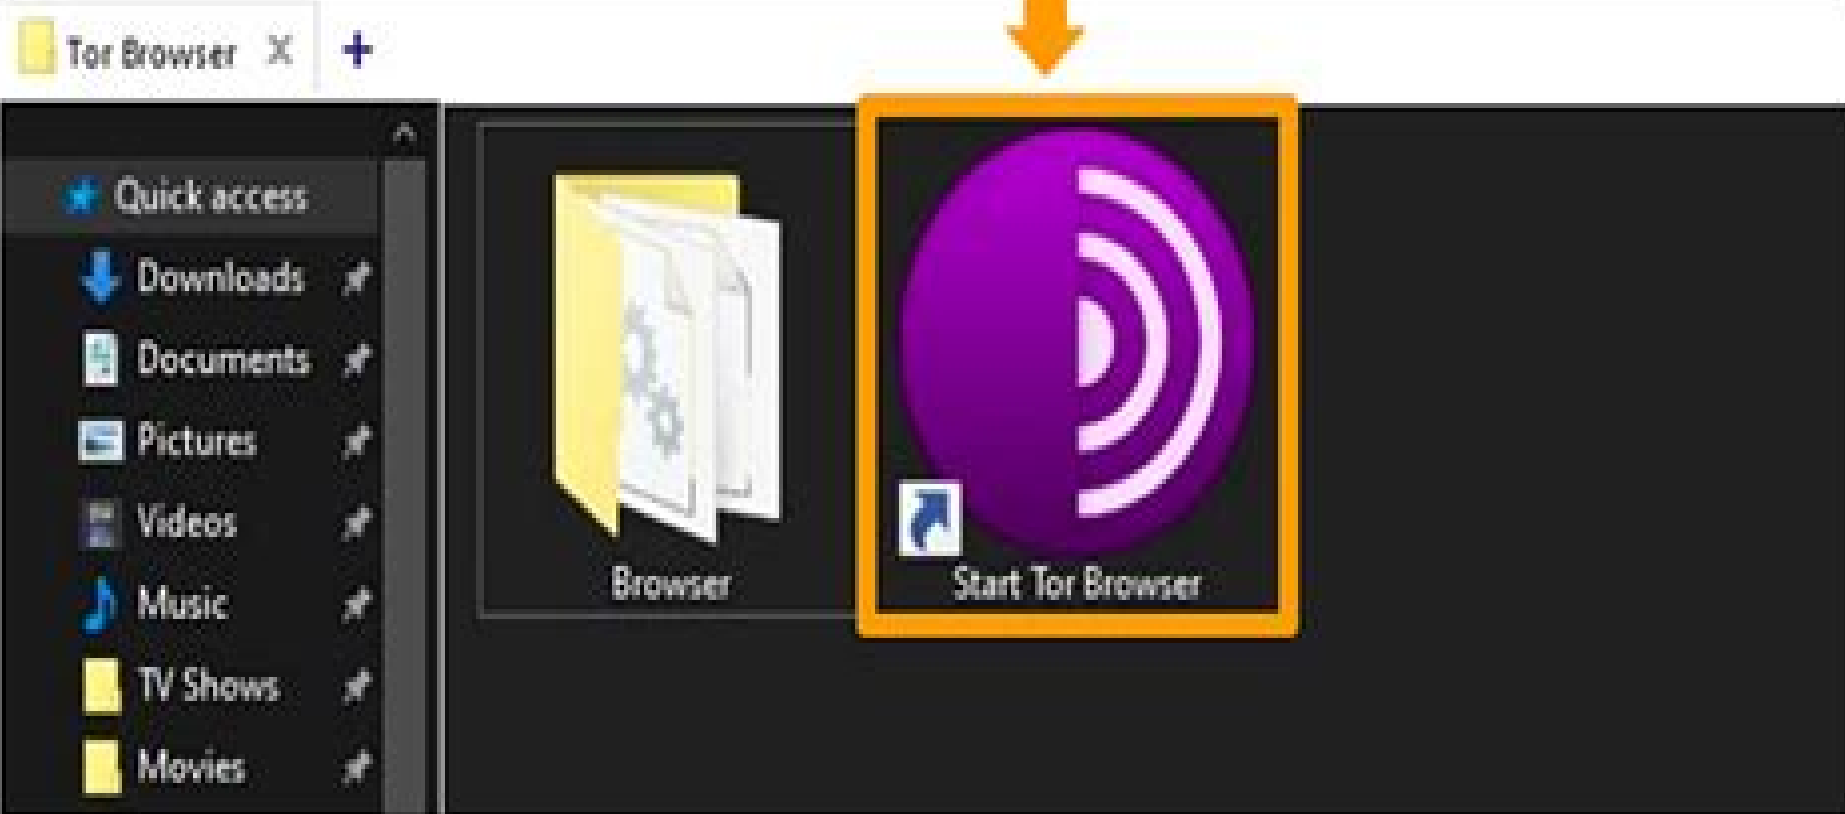 Tor Browser X +
Quick access
Downloads
Documents
Pictures
Videos
Music
TV Shows
Movies
Browser
Start Tor Browser